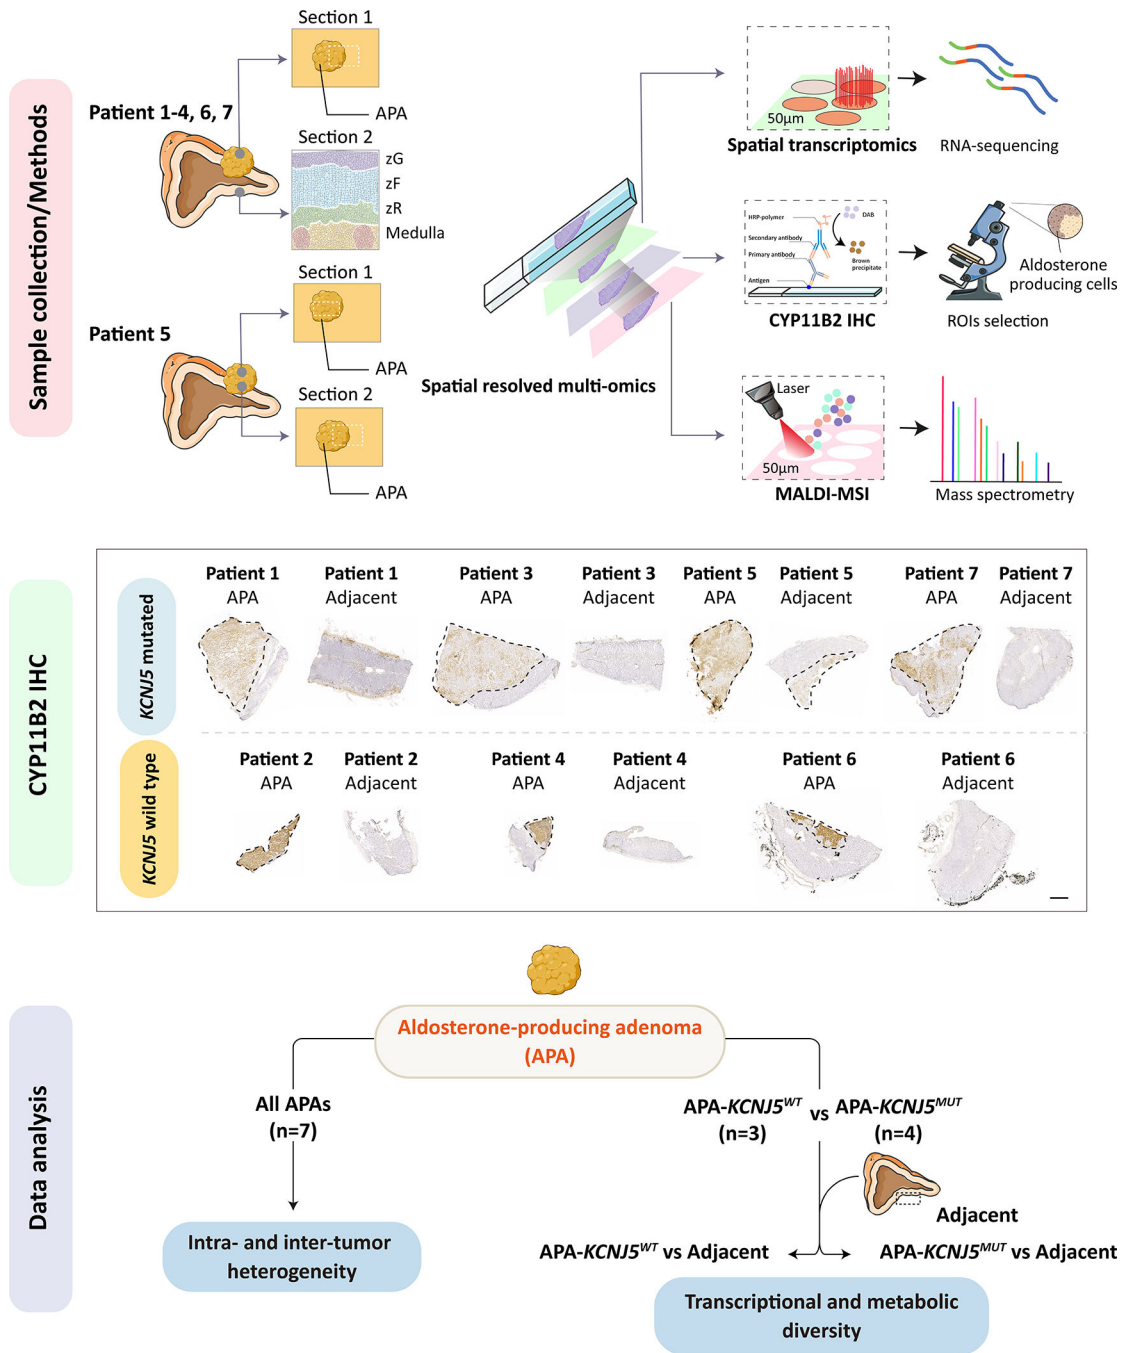 Sample collection/Methods
Section 1
Patient 1-4, 6, 7
APA
Section 2
zG
zF
zR
Medulla
Section 1
Patient 5
APA
Section 2
APA
Spatial resolved multi-omics
50µm
Spatial transcriptomics
RNA-sequencing
HRP-polymer
DAB
Secondary antibody
Primary antibody
Brown
precipitate
Antigen
CYP11B2 IHC
Aldosterone
producing cells
ROIs selection
Laser
50µm
MALDI-MSI
Mass spectrometry
CYP11B2 IHC
KCNJ5 mutated
Patient 1
APA
Patient 1
Adjacent
Patient 3
APA
Patient 3
Adjacent
Patient 5
APA
Patient 5
Adjacent
Patient 7
APA
Patient 7
Adjacent
KCNJ5 wild type
Patient 2
APA
Patient 2
Adjacent
Patient 4
APA
Patient 4
Adjacent
Patient 6
APA
Patient 6
Adjacent
Data analysis
Aldosterone-producing adenoma
(APA)
All APAs
(n=7)
APA-KCNJ5WT vs APA-KCNJ5MUT
(n=3) (n=4)
Adjacent
Intra- and inter-tumor
heterogeneity
APA-KCNJ5WT vs Adjacent
APA-KCNJ5MUT vs Adjacent
Transcriptional and metabolic
diversity